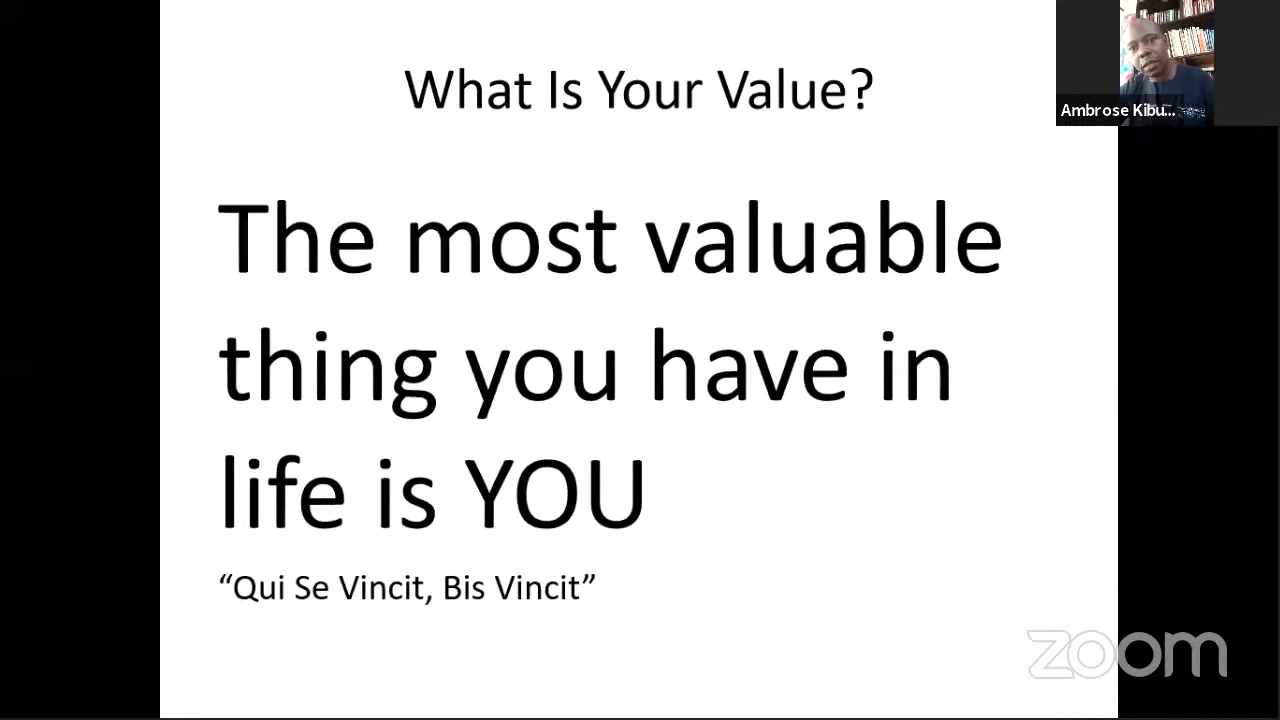 What Is Your Value?
Ambrose Kibu...
The most valuable
thing you have in
life is YOU
“Qui Se Vincit, Bis Vincit”
zoom